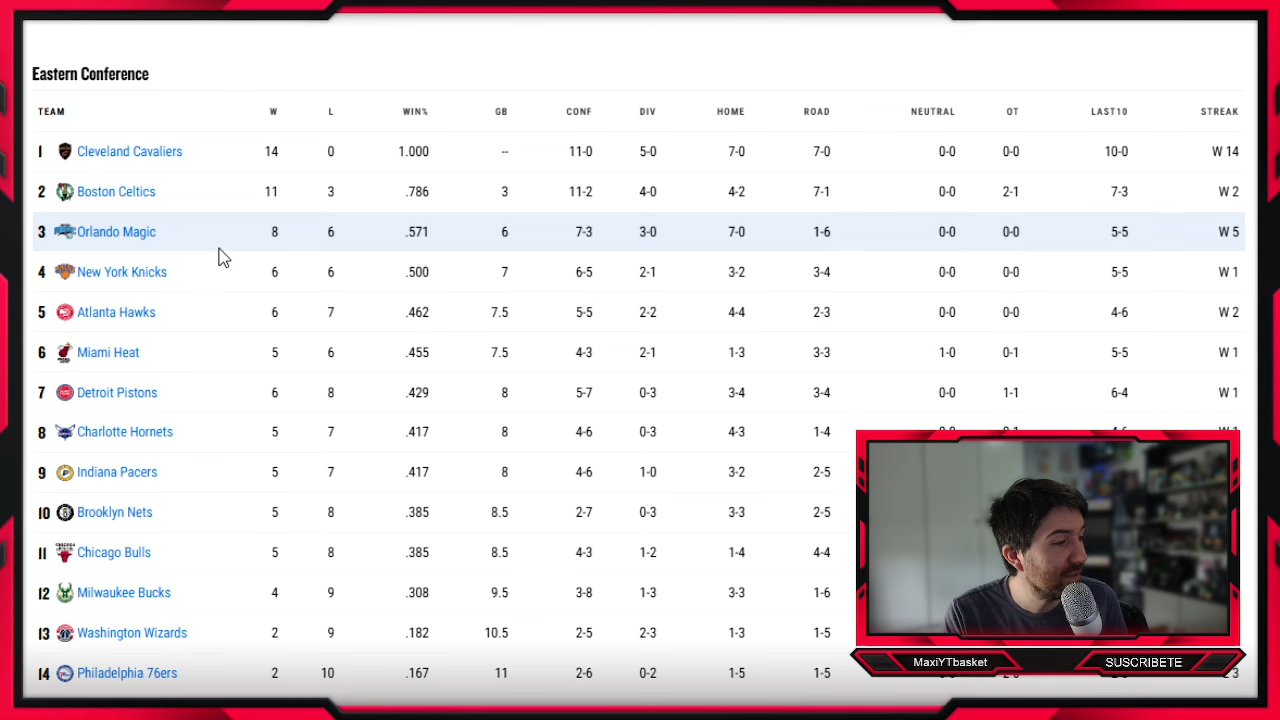 Eastern Conference
TEAM W L WIN% GB CONF DIV HOME ROAD NEUTRAL OT LAST10 STREAK
1 Cleveland Cavaliers 14 0 1.000 -- 11-0 5-0 7-0 7-0 0-0 0-0 10-0 W 14
2 Boston Celtics 11 3 .786 3 11-2 4-0 4-2 7-1 0-0 2-1 7-3 W 2
3 Orlando Magic 8 6 .571 6 7-3 3-0 7-0 1-6 0-0 0-0 5-5 W 5
4 New York Knicks 6 6 .500 7 6-5 2-1 3-2 3-4 0-0 0-0 5-5 W 1
5 Atlanta Hawks 6 7 .462 7.5 5-5 2-2 4-4 2-3 0-0 0-0 4-6 W 2
6 Miami Heat 5 6 .455 7.5 4-3 2-1 1-3 3-3 1-0 0-1 5-5 W 1
7 Detroit Pistons 6 8 .429 8 5-7 0-3 3-4 3-4 0-0 1-1 6-4 W 1
8 Charlotte Hornets 5 7 .417 8 4-6 0-3 4-3 1-4
9 Indiana Pacers 5 7 .417 8 4-6 1-0 3-2 2-5
10 Brooklyn Nets 5 8 .385 8.5 2-7 0-3 3-3 2-5
11 Chicago Bulls 5 8 .385 8.5 4-3 1-2 1-4 4-4
12 Milwaukee Bucks 4 9 .308 9.5 3-8 1-3 3-3 1-6
13 Washington Wizards 2 9 .182 10.5 2-5 2-3 1-3 1-5
14 Philadelphia 76ers 2 10 .167 11 2-6 0-2 1-5 1-5
MaxiYTbasket
SUSCRIBETE